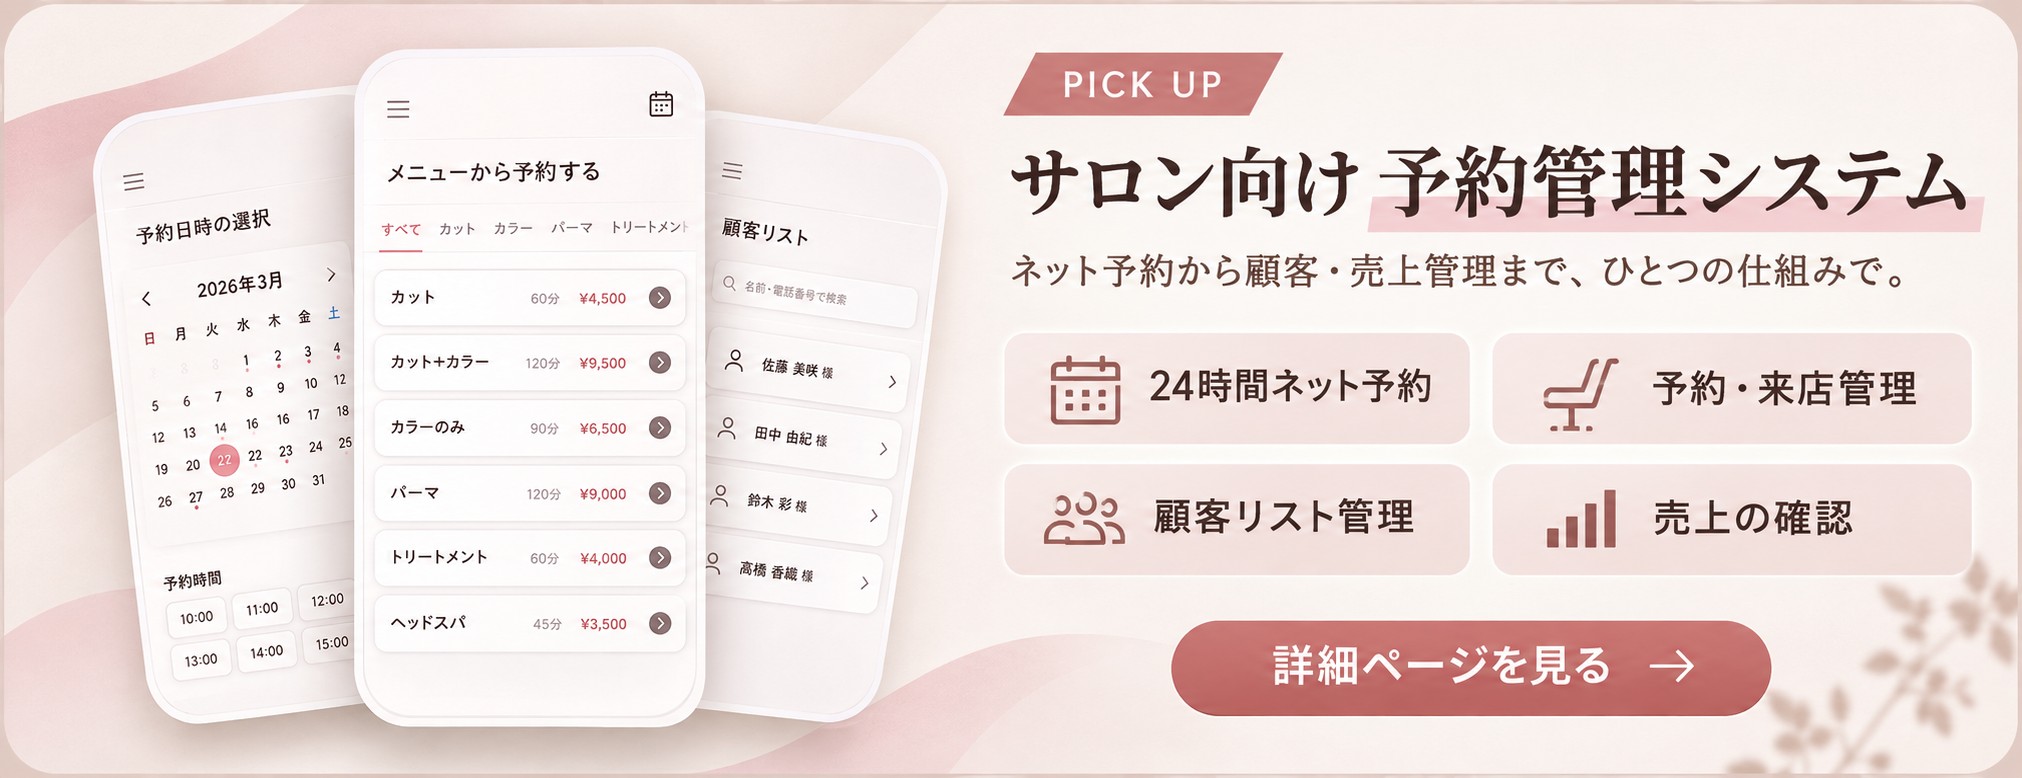 予約日時の選択
2026年3月
日 月 火 水 木 金 土
1 2 3 4
5 6 7 8 9 10 12
12 13 14 16 16 17 18
19 20 22 22 23 24 25
26 27 28 29 30 31
予約時間
10:00 11:00 12:00
13:00 14:00 15:00
メニューから予約する
すべて カット カラー パーマ トリートメント
カット 60分 ¥4,500
カット+カラー 120分 ¥9,500
カラーのみ 90分 ¥6,500
パーマ 120分 ¥9,000
トリートメント 60分 ¥4,000
ヘッドスパ 45分 ¥3,500
顧客リスト
名前・電話番号で検索
佐藤 美咲 様
田中 由紀 様
鈴木 彩 様
高橋 香織 様
PICK UP
サロン向け 予約管理システム
ネット予約から顧客・売上管理まで、ひとつの仕組みで。
24時間ネット予約
予約・来店管理
顧客リスト管理
売上の確認
詳細ページを見る →